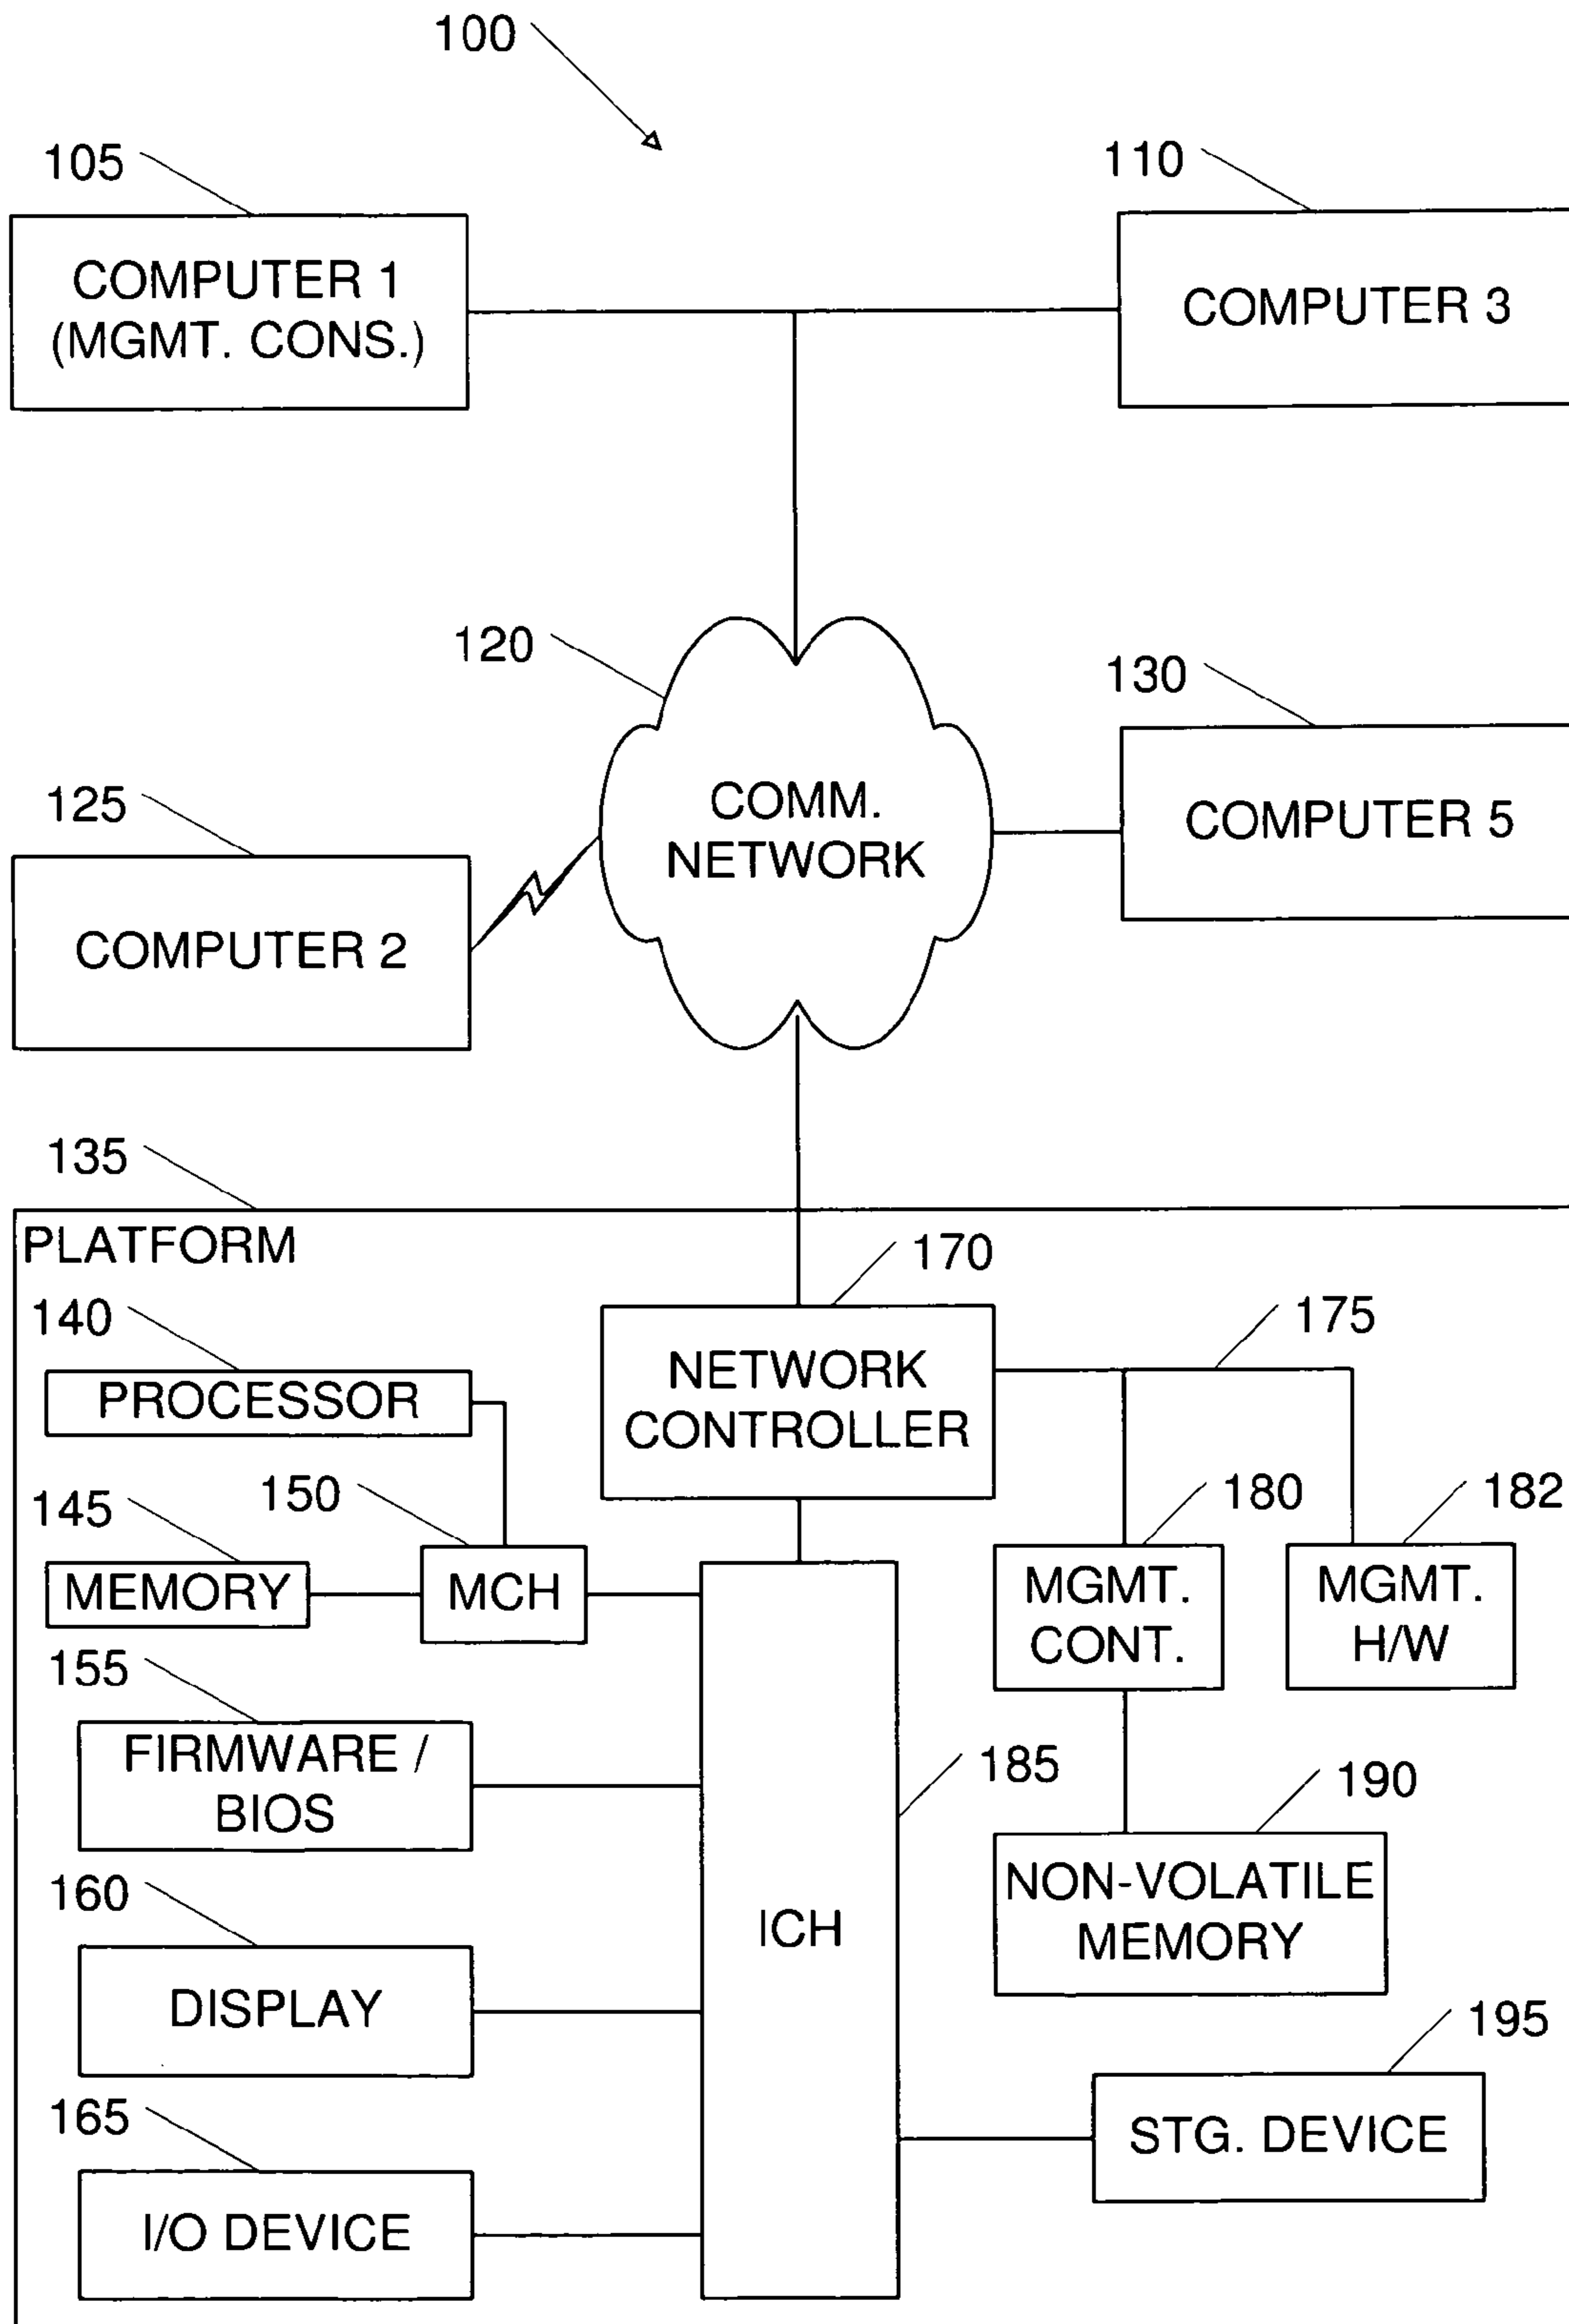 100
105
110
COMPUTER 1
(MGMT. CONS.)
COMPUTER 3
120
130
125
COMM.
NETWORK
COMPUTER 5
COMPUTER 2
135
PLATFORM
170
140
175
PROCESSOR
NETWORK
CONTROLLER
145
150
180
182
MEMORY
MCH
MGMT.
CONT.
MGMT.
H/W
155
FIRMWARE /
BIOS
185
190
160
ICH
NON-VOLATILE
MEMORY
DISPLAY
195
165
STG. DEVICE
I/O DEVICE